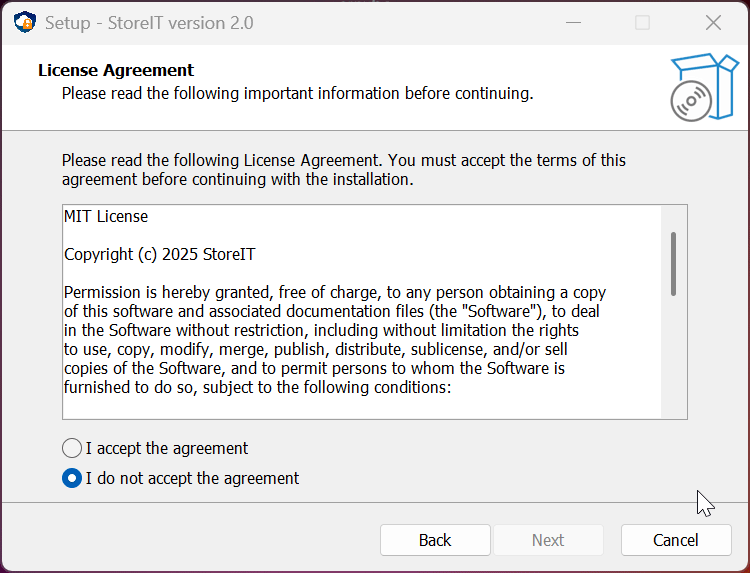 Setup - StoreIT version 2.0
License Agreement
Please read the following important information before continuing.
Please read the following License Agreement. You must accept the terms of this
agreement before continuing with the installation.
MIT License
Copyright (c) 2025 StoreIT
Permission is hereby granted, free of charge, to any person obtaining a copy
of this software and associated documentation files (the "Software"), to deal
in the Software without restriction, including without limitation the rights
to use, copy, modify, merge, publish, distribute, sublicense, and/or sell
copies of the Software, and to permit persons to whom the Software is
furnished to do so, subject to the following conditions:
I accept the agreement
I do not accept the agreement
Back Next Cancel